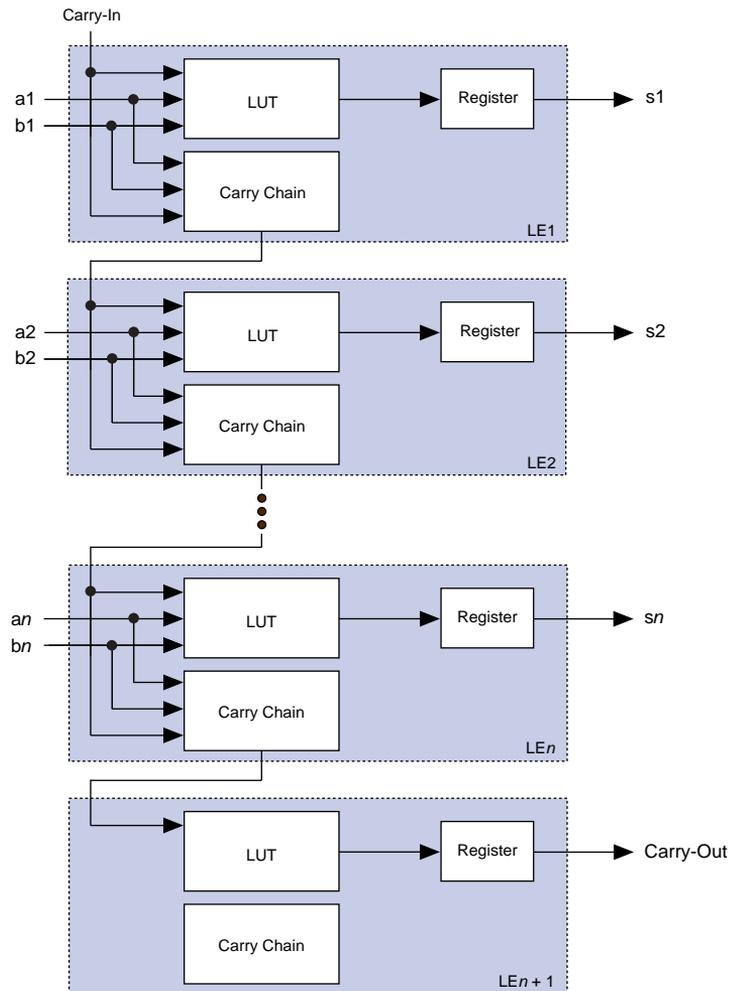 Carry-In
a1
b1
LUT
Register
s1
Carry Chain
LE1
a2
b2
LUT
Register
s2
Carry Chain
LE2
an
bn
LUT
Register
sn
Carry Chain
LEn
LUT
Register
Carry-Out
Carry Chain
LEn + 1